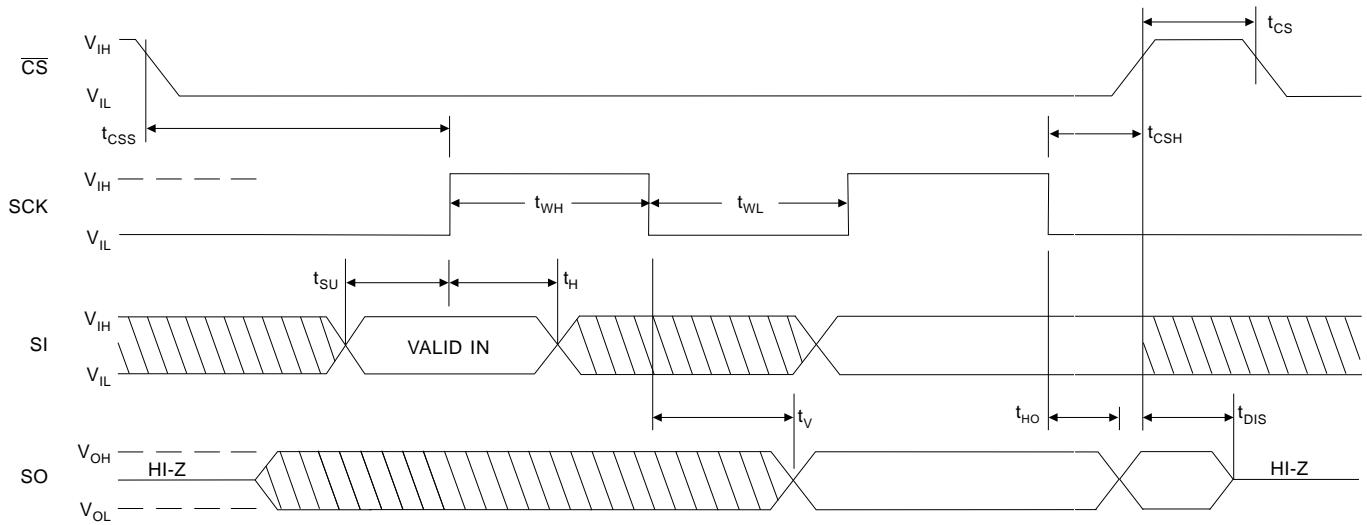 t_CS
V_IH
C̅S̅
V_IL
t_CSS
t_CSH
V_IH
SCK
t_WH
t_WL
V_IL
t_SU
t_H
V_IH
SI
VALID IN
V_IL
t_V
t_HO
t_DIS
V_OH
HI-Z
HI-Z
SO
V_OL